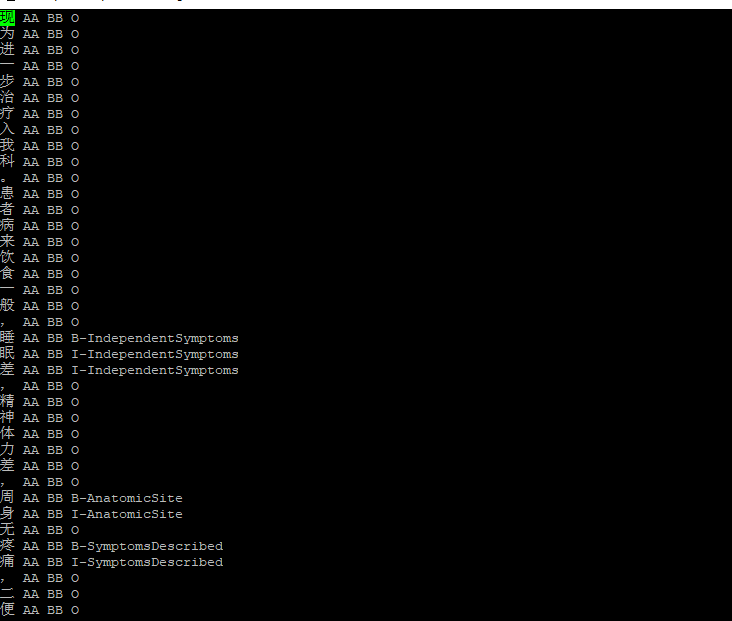 现 AA BB O
为 AA BB O
进 AA BB O
一 AA BB O
步 AA BB O
治 AA BB O
疗 AA BB O
入 AA BB O
我 AA BB O
科 AA BB O
。 AA BB O
患 AA BB O
者 AA BB O
病 AA BB O
来 AA BB O
饮 AA BB O
食 AA BB O
一 AA BB O
般 AA BB O
， AA BB O
睡 AA BB B-IndependentSymptoms
眠 AA BB I-IndependentSymptoms
差 AA BB I-IndependentSymptoms
， AA BB O
精 AA BB O
神 AA BB O
体 AA BB O
力 AA BB O
差 AA BB O
， AA BB O
周 AA BB B-AnatomicSite
身 AA BB I-AnatomicSite
无 AA BB O
疼 AA BB B-SymptomsDescribed
痛 AA BB I-SymptomsDescribed
， AA BB O
二 AA BB O
便 AA BB O